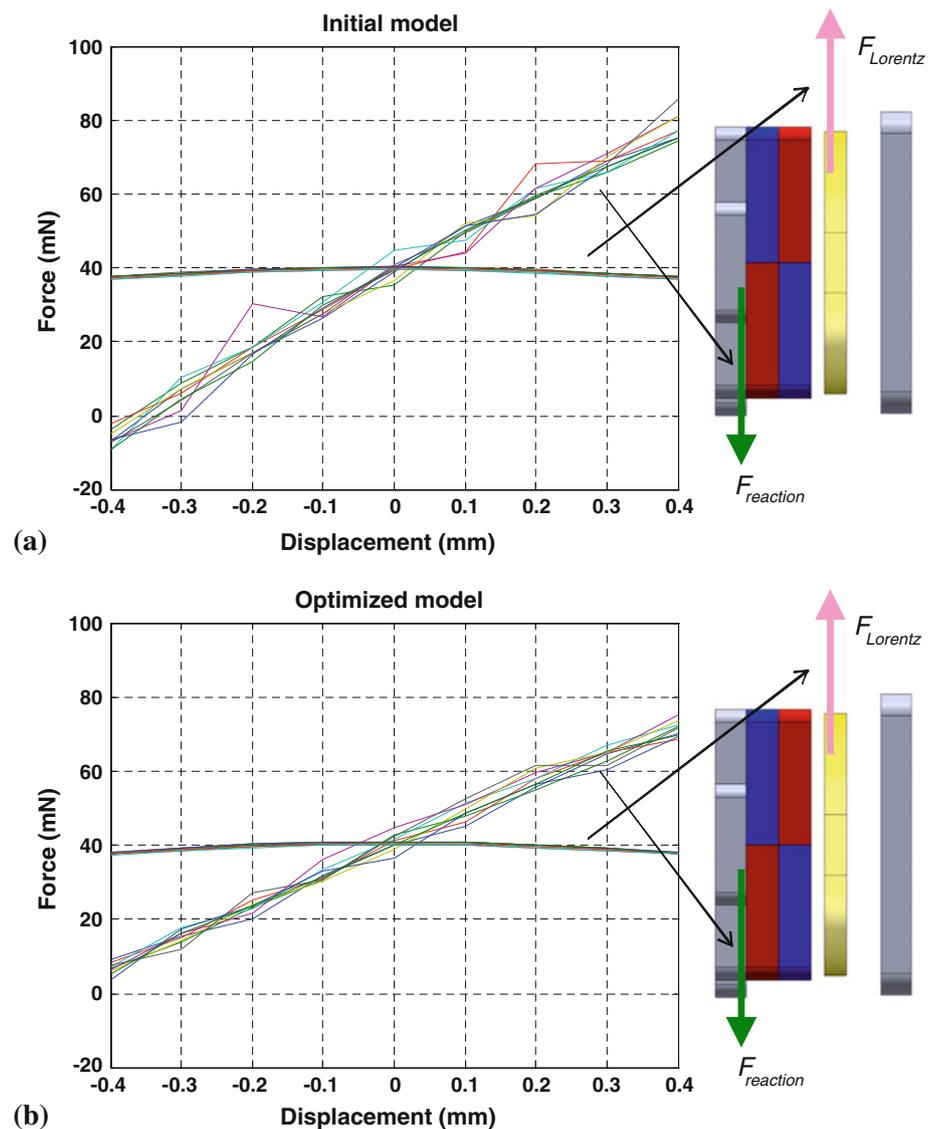 Initial model
100
80
60
40
20
0
-20
-0.4 -0.3 -0.2 -0.1 0 0.1 0.2 0.3 0.4
Force (mN)
Displacement (mm)
(a)
F_Lorentz
F_reaction
Optimized model
100
80
60
40
20
0
-20
-0.4 -0.3 -0.2 -0.1 0 0.1 0.2 0.3 0.4
Force (mN)
Displacement (mm)
(b)
F_Lorentz
F_reaction